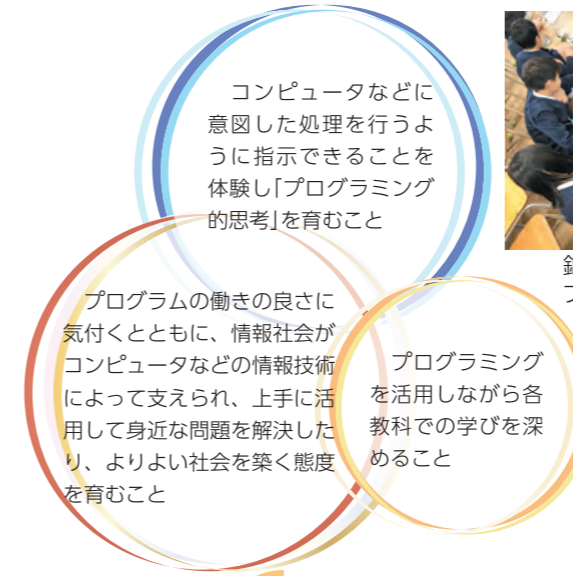 コンピュータなどに
意図した処理を行うよ
うに指示できることを
体験し「プログラミング
的思考」を育むこと
プログラムの働きの良さに
気付くとともに、情報社会が
コンピュータなどの情報技術
によって支えられ、上手に活
用して身近な問題を解決した
り、よりよい社会を築く態度
を育むこと
プログラミング
を活用しながら各
教科での学びを深
めること